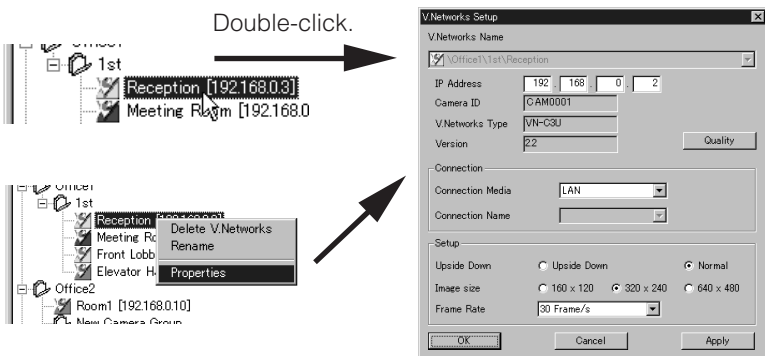 Double-click.
1st
Reception [192.168.0.3]
Meeting Room [192.168.0
1st
Reception
Meeting Ro
Front Lobb
Elevator H
Office2
Room1 [192.168.0.10]
New Camera Group
Delete V.Networks
Rename
Properties
V.Networks Setup
V.Networks Name
\Office1\1st\Reception
IP Address 192 . 168 . 0 . 2
Camera ID CAM0001
V.Networks Type VN-C3U
Version 2.2 Quality
Connection
Connection Media LAN
Connection Name
Setup
Upside Down Upside Down Normal
Image size 160 x 120 320 x 240 640 x 480
Frame Rate 30 Frame/s
OK Cancel Apply